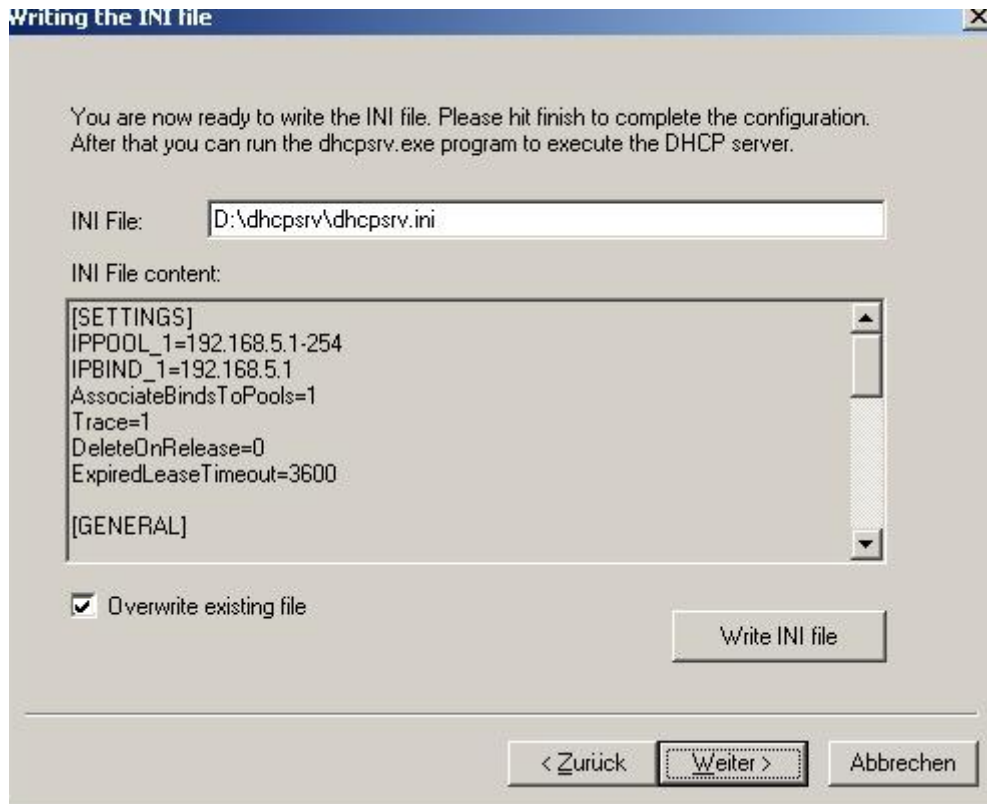 Writing the INI file
You are now ready to write the INI file. Please hit finish to complete the configuration.
After that you can run the dhcpsrv.exe program to execute the DHCP server.
INI File: D:\dhcpsrv\dhcpsrv.ini
INI File content:
[SETTINGS]
IPPOOL_1=192.168.5.1-254
IPBIND_1=192.168.5.1
AssociateBindsToPools=1
Trace=1
DeleteOnRelease=0
ExpiredLeaseTimeout=3600
[GENERAL]
Overwrite existing file
Write INI file
< Zurück Weiter > Abbrechen